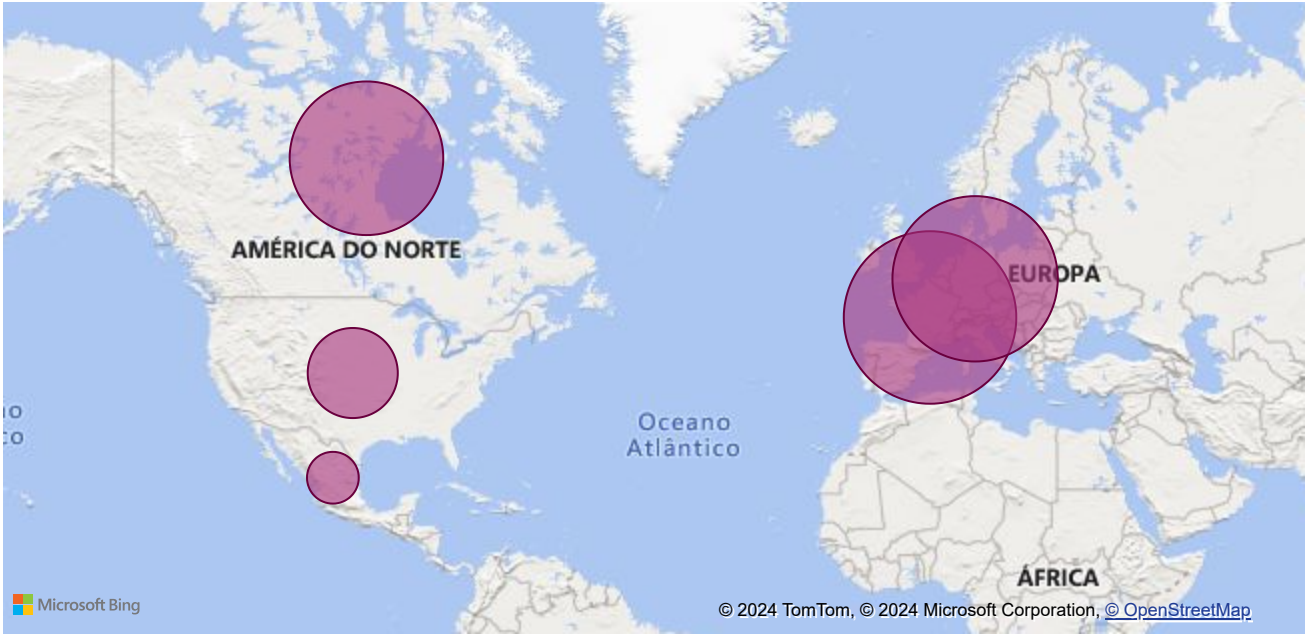 AMÉRICA DO NORTE
EUROPA
Oceano
Atlântico
ÁFRICA
Microsoft Bing
© 2024 TomTom, © 2024 Microsoft Corporation, © OpenStreetMap